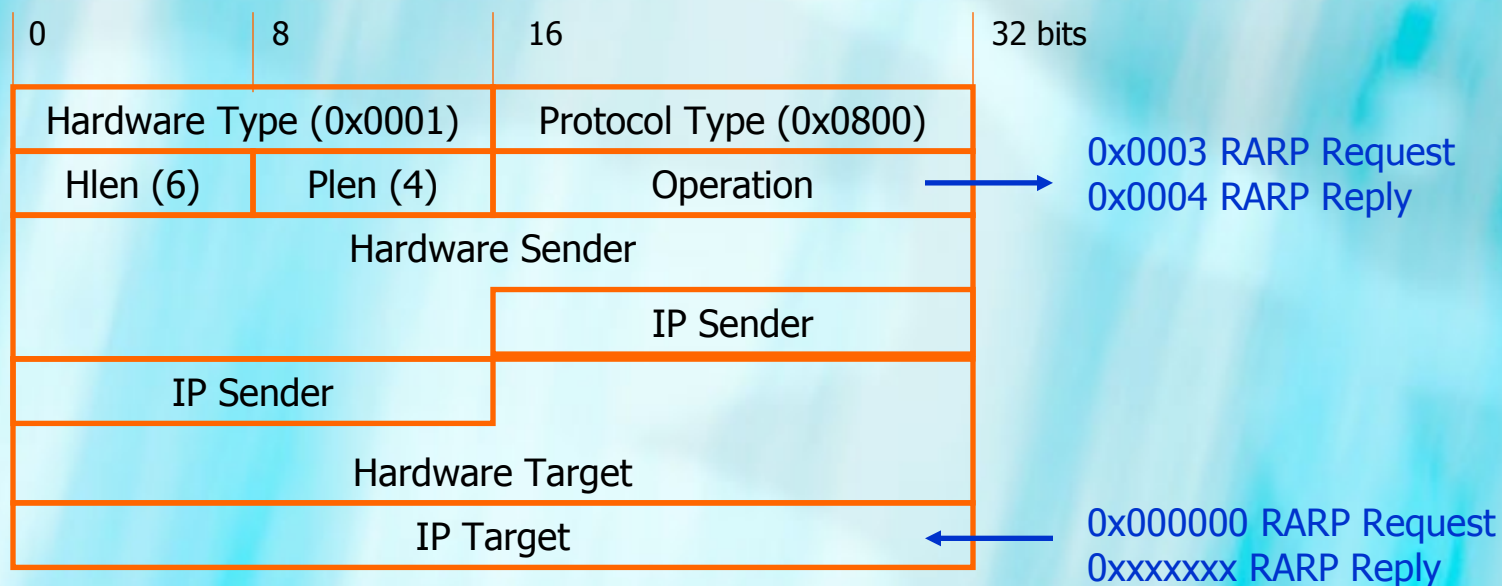 0 8 16 32 bits
Hardware Type (0x0001) Protocol Type (0x0800)
0x0003 RARP Request
Hlen (6) Plen (4) Operation
0x0004 RARP Reply
Hardware Sender
IP Sender
IP Sender
Hardware Target
IP Target
0x000000 RARP Request
0xxxxxxx RARP Reply